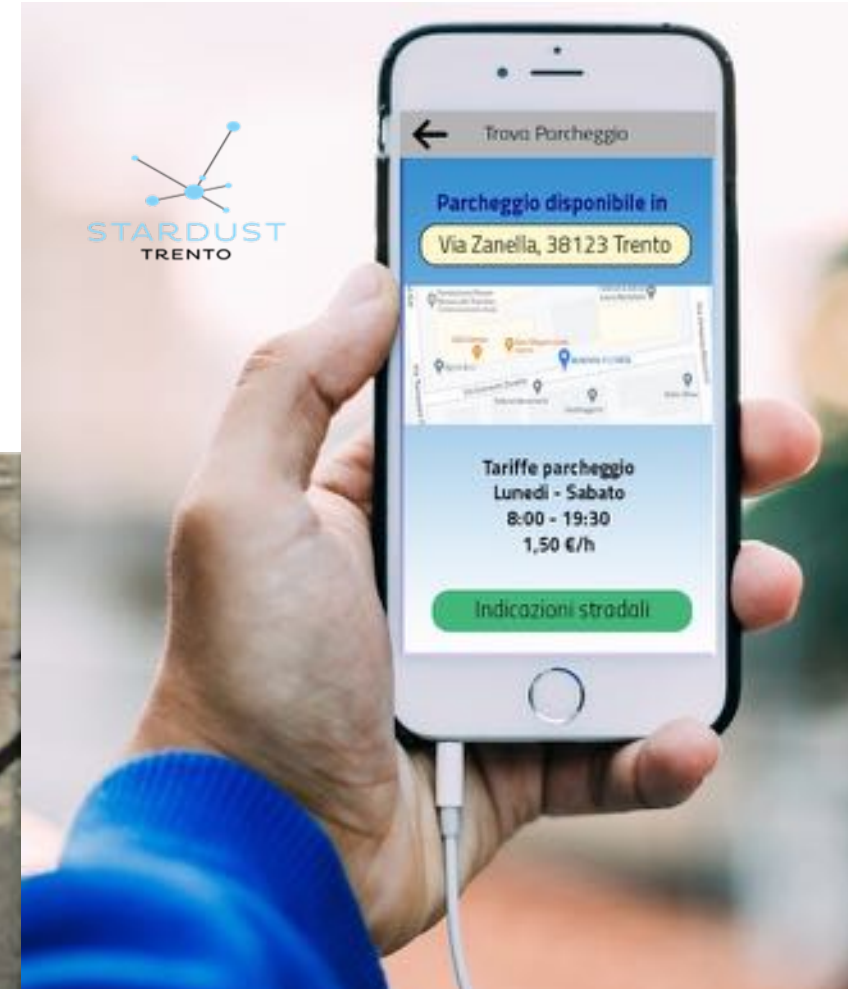 STARDUST
TRENTO
Trova Parcheggio
Parcheggio disponibile in
Via Zanella, 38123 Trento
Tariffe parcheggio
Lunedi - Sabato
8:00 - 19:30
1,50 €/h
Indicazioni stradali